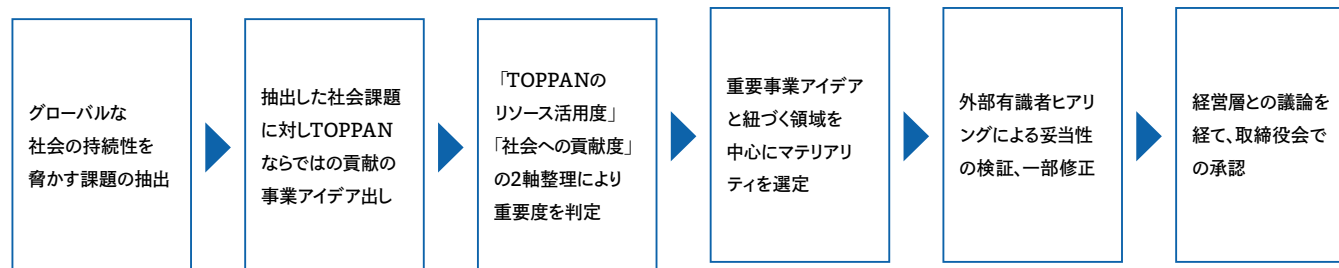 グローバルな
社会の持続性を
脅かす課題の抽出
抽出した社会課題
に対しTOPPAN
ならではの貢献の
事業アイデア出し
「TOPPANの
リソース活用度」
「社会への貢献度」
の2軸整理により
重要度を判定
重要事業アイデア
と紐づく領域を
中心にマテリアリ
ティを選定
外部有識者ヒアリ
ングによる妥当性
の検証、一部修正
経営層との議論を
経て、取締役会で
の承認